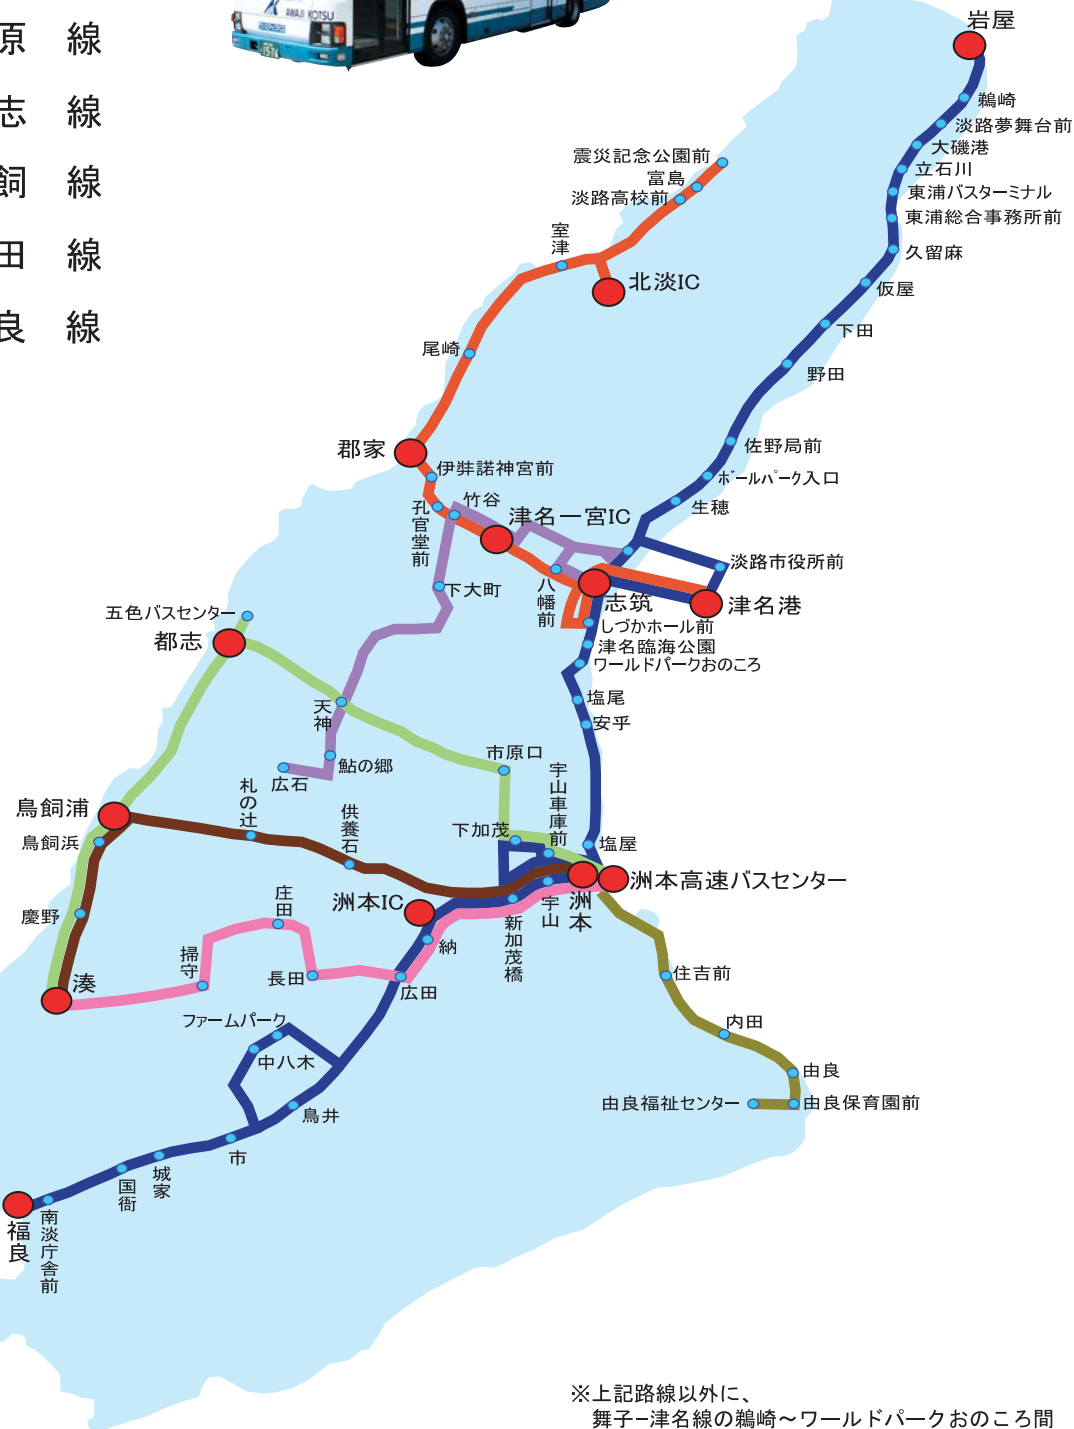 原 線
志 線
飼 線
田 線
良 線
AWAJI KOTSU
岩屋
鵜崎
淡路夢舞台前
大磯港
立石川
東浦バスターミナル
東浦総合事務所前
久留麻
仮屋
下田
野田
佐野局前
ボールパーク入口
生穂
震災記念公園前
富島
淡路高校前
室津
北淡IC
尾崎
郡家
伊弉諾神宮前
竹谷
孔官堂前
津名一宮IC
下大町
八幡前
志筑
淡路市役所前
津名港
しづかホール前
津名臨海公園
ワールドパークおのころ
塩尾
安乎
五色バスセンター
都志
天神
鮎の郷
広石
市原口
宇山車庫前
下加茂
塩屋
鳥飼浦
鳥飼浜
札の辻
供養石
慶野
湊
洲本IC
洲本
洲本高速バスセンター
宇山
新加茂橋
納
庄田
掃守
長田
広田
ファームパーク
中八木
鳥井
市
城家
国衙
福良
南淡庁舎前
住吉前
内田
由良
由良福祉センター
由良保育園前
※上記路線以外に、
舞子−津名線の鵜崎〜ワールドパークおのころ間